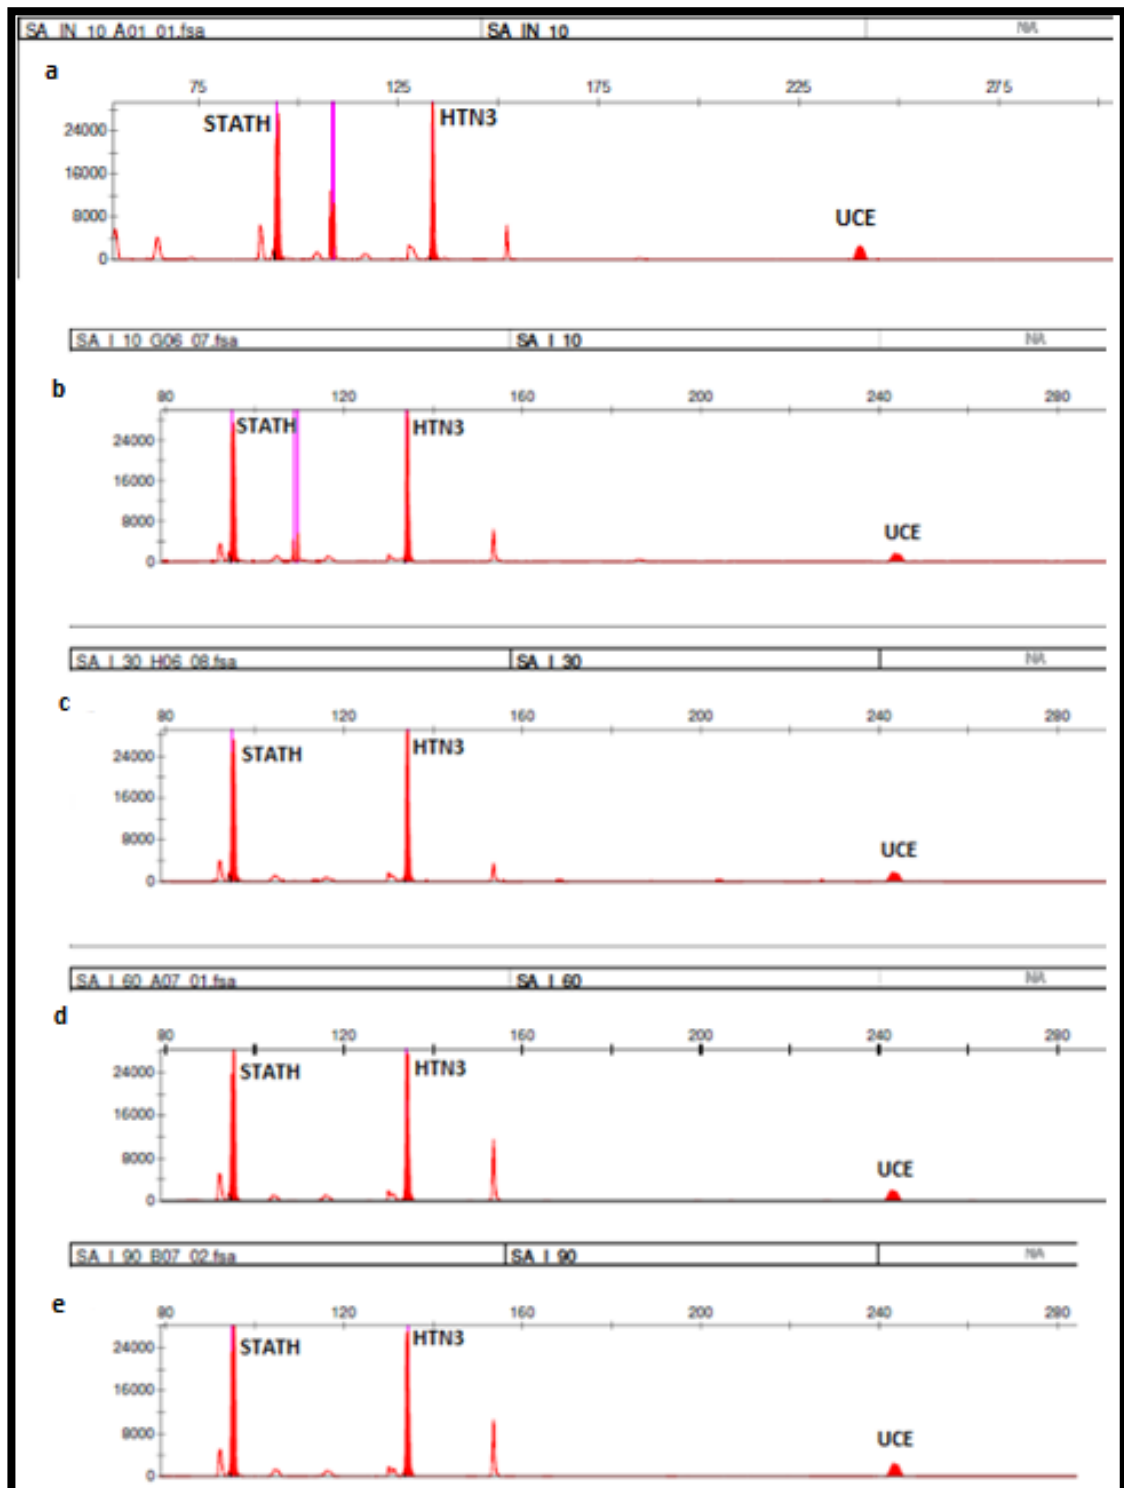 SA_IN_10_A01_01.fsa SA_IN_10 NA
a
75 125 175 225 275
STATH HTN3
24000
16000
8000
0
UCE
SA_I_10_G06_07.fsa SA_I_10 NA
b
80 120 160 200 240 280
STATH HTN3
24000
16000
8000
0
UCE
SA_I_30_H06_08.fsa SA_I_30 NA
c
80 120 160 200 240 280
STATH HTN3
24000
16000
8000
0
UCE
SA_I_60_A07_01.fsa SA_I_60 NA
d
80 120 160 200 240 280
STATH HTN3
24000
16000
8000
0
UCE
SA_I_90_B07_02.fsa SA_I_90 NA
e
80 120 160 200 240 280
STATH HTN3
24000
16000
8000
0
UCE